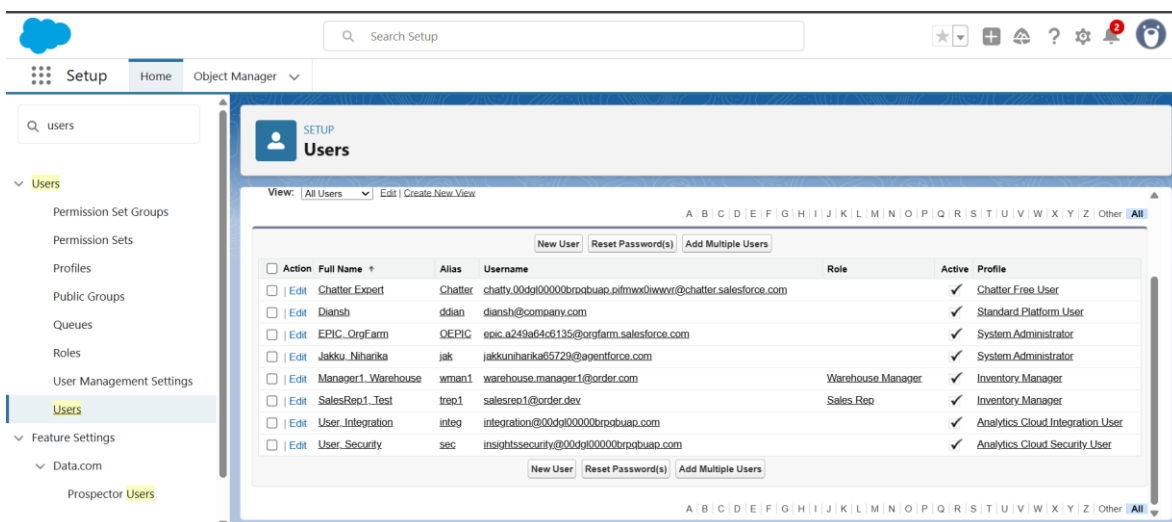 Search Setup
2
Setup Home Object Manager
users
Users
Permission Set Groups
Permission Sets
Profiles
Public Groups
Queues
Roles
User Management Settings
Users
Feature Settings
Data.com
Prospector Users
SETUP
Users
View: All Users Edit | Create New View
A | B | C | D | E | F | G | H | I | J | K | L | M | N | O | P | Q | R | S | T | U | V | W | X | Y | Z | Other All
New User Reset Password(s) Add Multiple Users
Action Full Name ↑ Alias Username Role Active Profile
| Edit Chatter Expert Chatter chatty.00dgl00000brpqbuap.pifmwx0iwwvr@chatter.salesforce.com ✓ Chatter Free User
| Edit Diansh ddian diansh@company.com ✓ Standard Platform User
| Edit EPIC, OrgFarm OEPIC epic.a249a64c6135@orgfarm.salesforce.com ✓ System Administrator
| Edit Jakku, Niharika jak jakkuniharika65729@agentforce.com ✓ System Administrator
| Edit Manager1, Warehouse wman1 warehouse.manager1@order.com Warehouse Manager ✓ Inventory Manager
| Edit SalesRep1, Test trep1 salesrep1@order.dev Sales Rep ✓ Inventory Manager
| Edit User, Integration integ integration@00dgl00000brpqbuap.com ✓ Analytics Cloud Integration User
| Edit User, Security sec insightssecurity@00dgl00000brpqbuap.com ✓ Analytics Cloud Security User
New User Reset Password(s) Add Multiple Users
A | B | C | D | E | F | G | H | I | J | K | L | M | N | O | P | Q | R | S | T | U | V | W | X | Y | Z | Other All